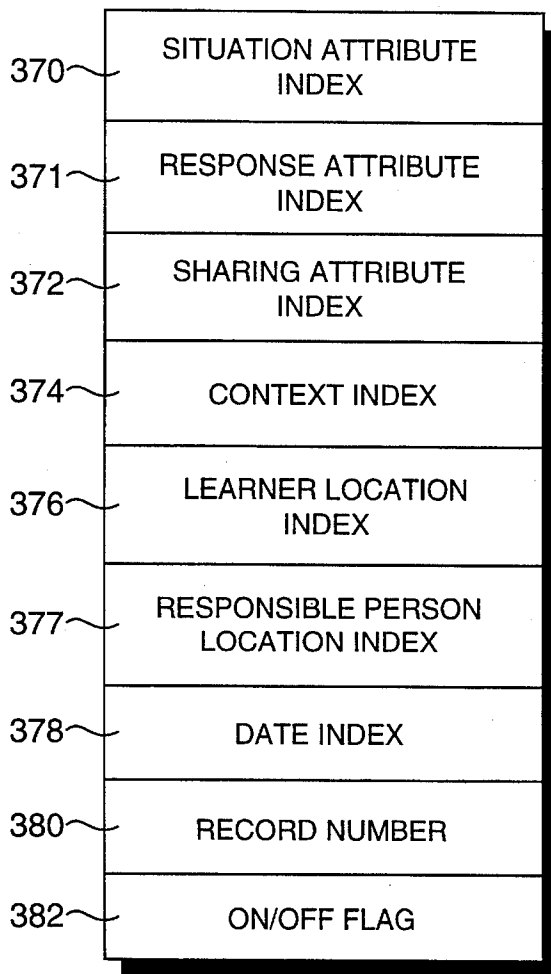 370 SITUATION ATTRIBUTE
INDEX
371 RESPONSE ATTRIBUTE
INDEX
372 SHARING ATTRIBUTE
INDEX
374 CONTEXT INDEX
376 LEARNER LOCATION
INDEX
377 RESPONSIBLE PERSON
LOCATION INDEX
378 DATE INDEX
380 RECORD NUMBER
382 ON/OFF FLAG